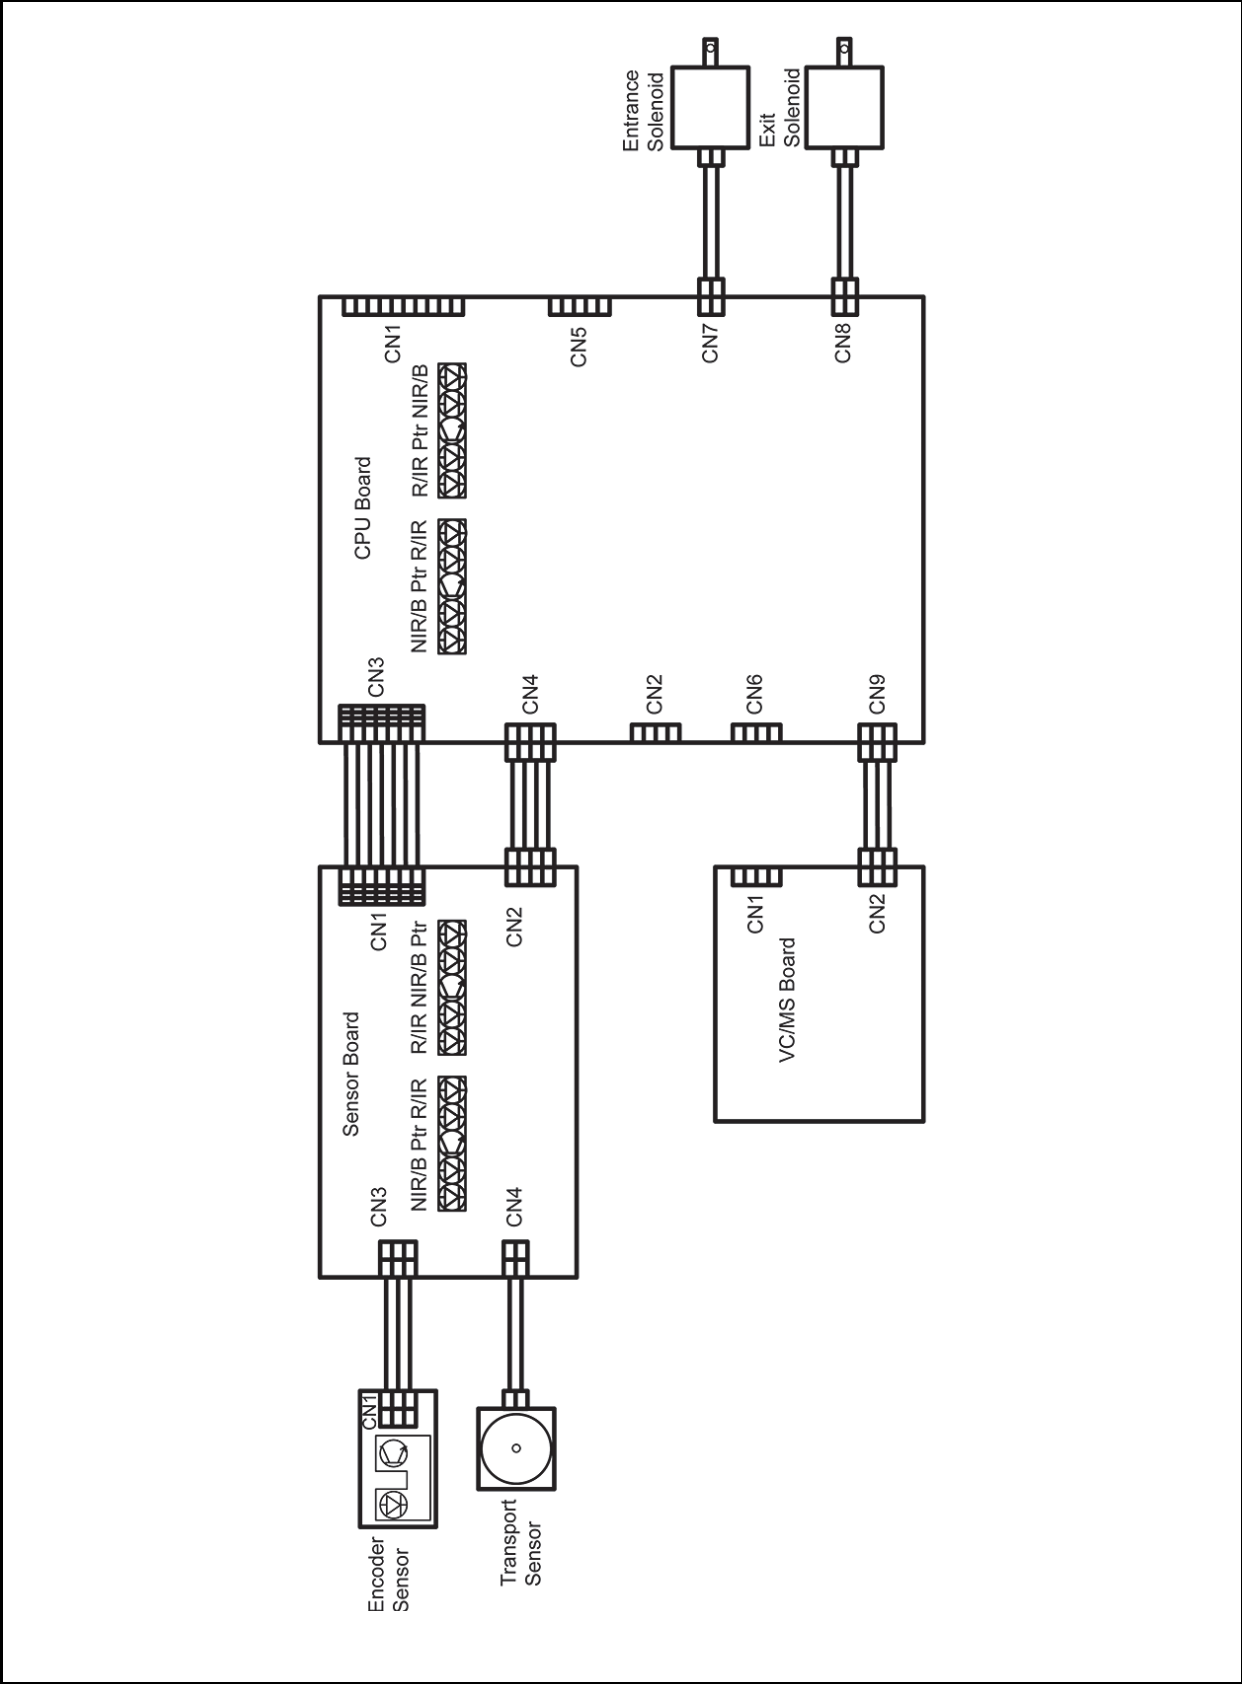 Entrance
Solenoid
Exit
Solenoid
CN1
CN5
CN7
CN8
R/IR Ptr NIR/B
CPU Board
NIR/B Ptr R/IR
CN3
CN4
CN2
CN6
CN9
CN1
CN2
R/IR NIR/B Ptr
Sensor Board
NIR/B Ptr R/IR
CN3
CN4
CN1
CN2
VC/MS Board
CN1
Encoder
Sensor
Transport
Sensor